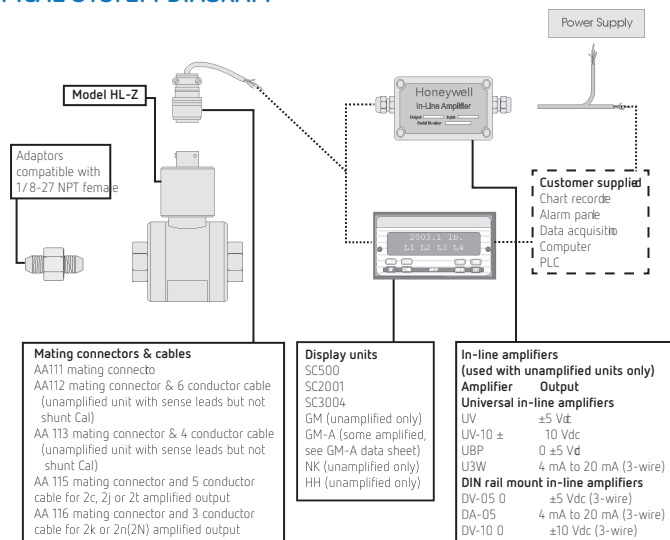 TYPICAL SYSTEM DIAGRAM
Power Supply
Model HL-Z
Honeywell
In-Line Amplifier
Output Input
Serial Number
Adaptors
compatible with
1/8-27 NPT female
2003.1 lb.
L1 L2 L3 L4
Customer supplied
Chart recorde
Alarm pane
Data acquisitio
Computer
PLC
Mating connectors & cables
AA111 mating connecto
AA112 mating connector & 6 conductor cable
(unamplified unit with sense leads but not
shunt Cal)
AA 113 mating connector & 4 conductor cable
(unamplified unit with sense leads but not
shunt Cal)
AA 115 mating connector and 5 conductor
cable for 2c, 2j or 2t amplified output
AA 116 mating connector and 3 conductor
cable for 2k or 2n(2N) amplified output
Display units
SC500
SC2001
SC3004
GM (unamplified only)
GM-A (some amplified,
see GM-A data sheet)
NK (unamplified only)
HH (unamplified only)
In-line amplifiers
(used with unamplified units only)
Amplifier Output
Universal in-line amplifiers
UV ±5 Vd
UV-10 ± 10 Vdc
UBP 0 ±5 Vd
U3W 4 mA to 20 mA (3-wire)
DIN rail mount in-line amplifiers
DV-05 0 ±5 Vdc (3-wire)
DA-05 4 mA to 20 mA (3-wire)
DV-10 0 ±10 Vdc (3-wire)